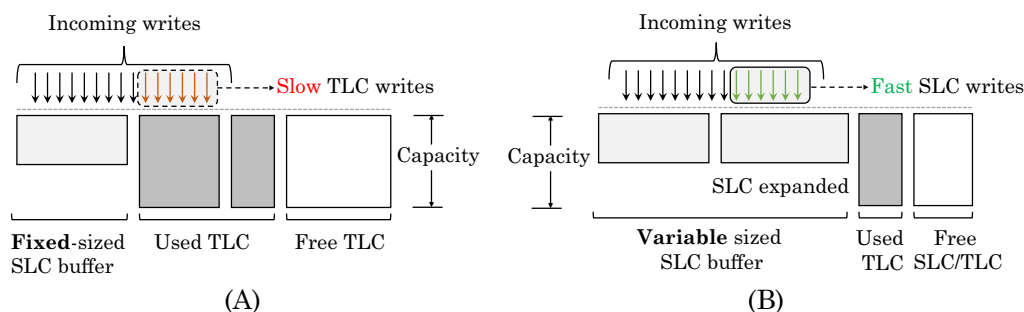 Incoming writes
Slow TLC writes
Capacity
Fixed-sized
SLC buffer
Used TLC
Free TLC
(A)
Incoming writes
Fast SLC writes
Capacity
SLC expanded
Variable sized
SLC buffer
Used
TLC
Free
SLC/TLC
(B)